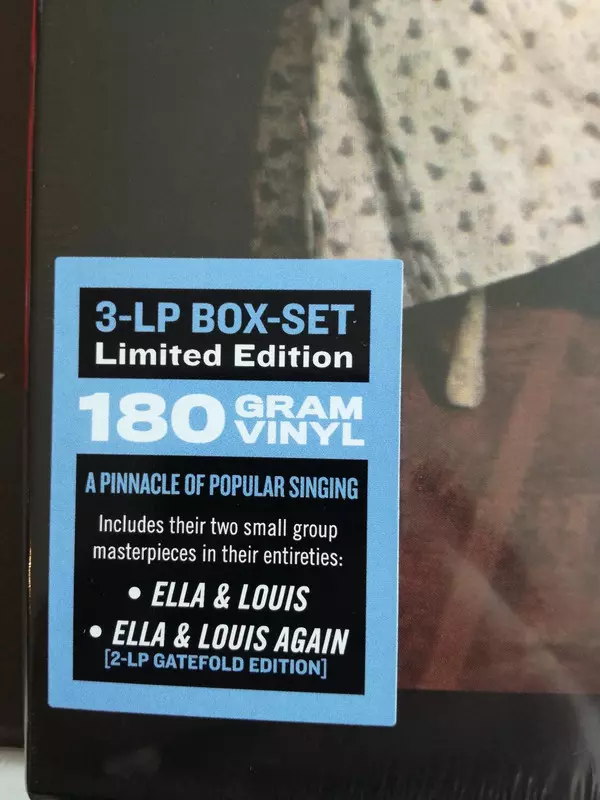 3-LP BOX-SET
Limited Edition
180 GRAM VINYL
A PINNACLE OF POPULAR SINGING
Includes their two small group
masterpieces in their entireties:
• ELLA & LOUIS
• ELLA & LOUIS AGAIN
[2-LP GATEFOLD EDITION]